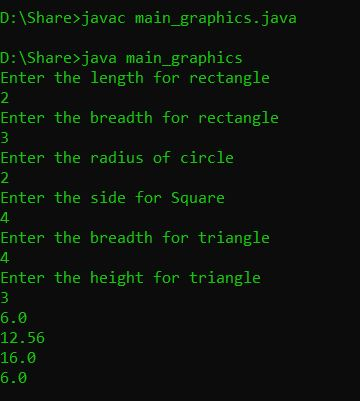 D:\Share>javac main_graphics.java
D:\Share>java main_graphics
Enter the length for rectangle
2
Enter the breadth for rectangle
3
Enter the radius of circle
2
Enter the side for Square
4
Enter the breadth for triangle
4
Enter the height for triangle
3
6.0
12.56
16.0
6.0